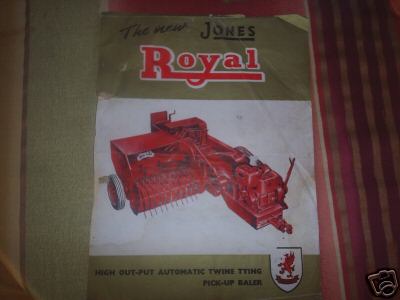 The new JONES
Royal
HIGH OUT-PUT AUTOMATIC TWINE TYING
PICK-UP BALER